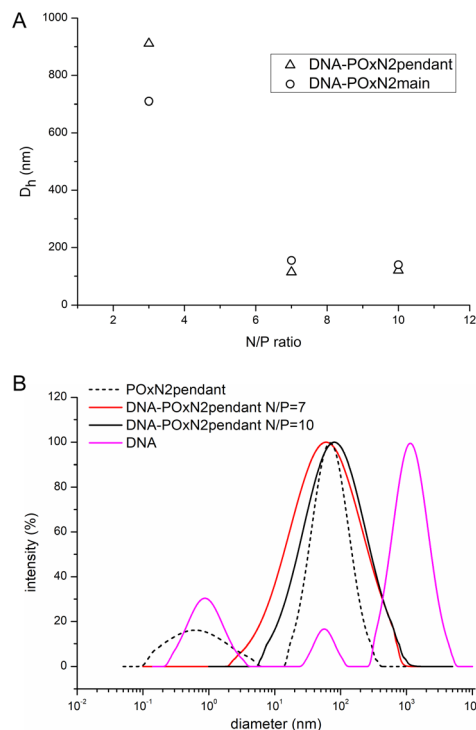 A
1000
800
600
400
200
0
D_h (nm)
DNA-POxN2pendant
DNA-POxN2main
2 4 6 8 10 12
N/P ratio
B
120
100
80
60
40
20
0
intensity (%)
POxN2pendant
DNA-POxN2pendant N/P=7
DNA-POxN2pendant N/P=10
DNA
10^-2 10^-1 10^0 10^1 10^2 10^3 10^4
diameter (nm)